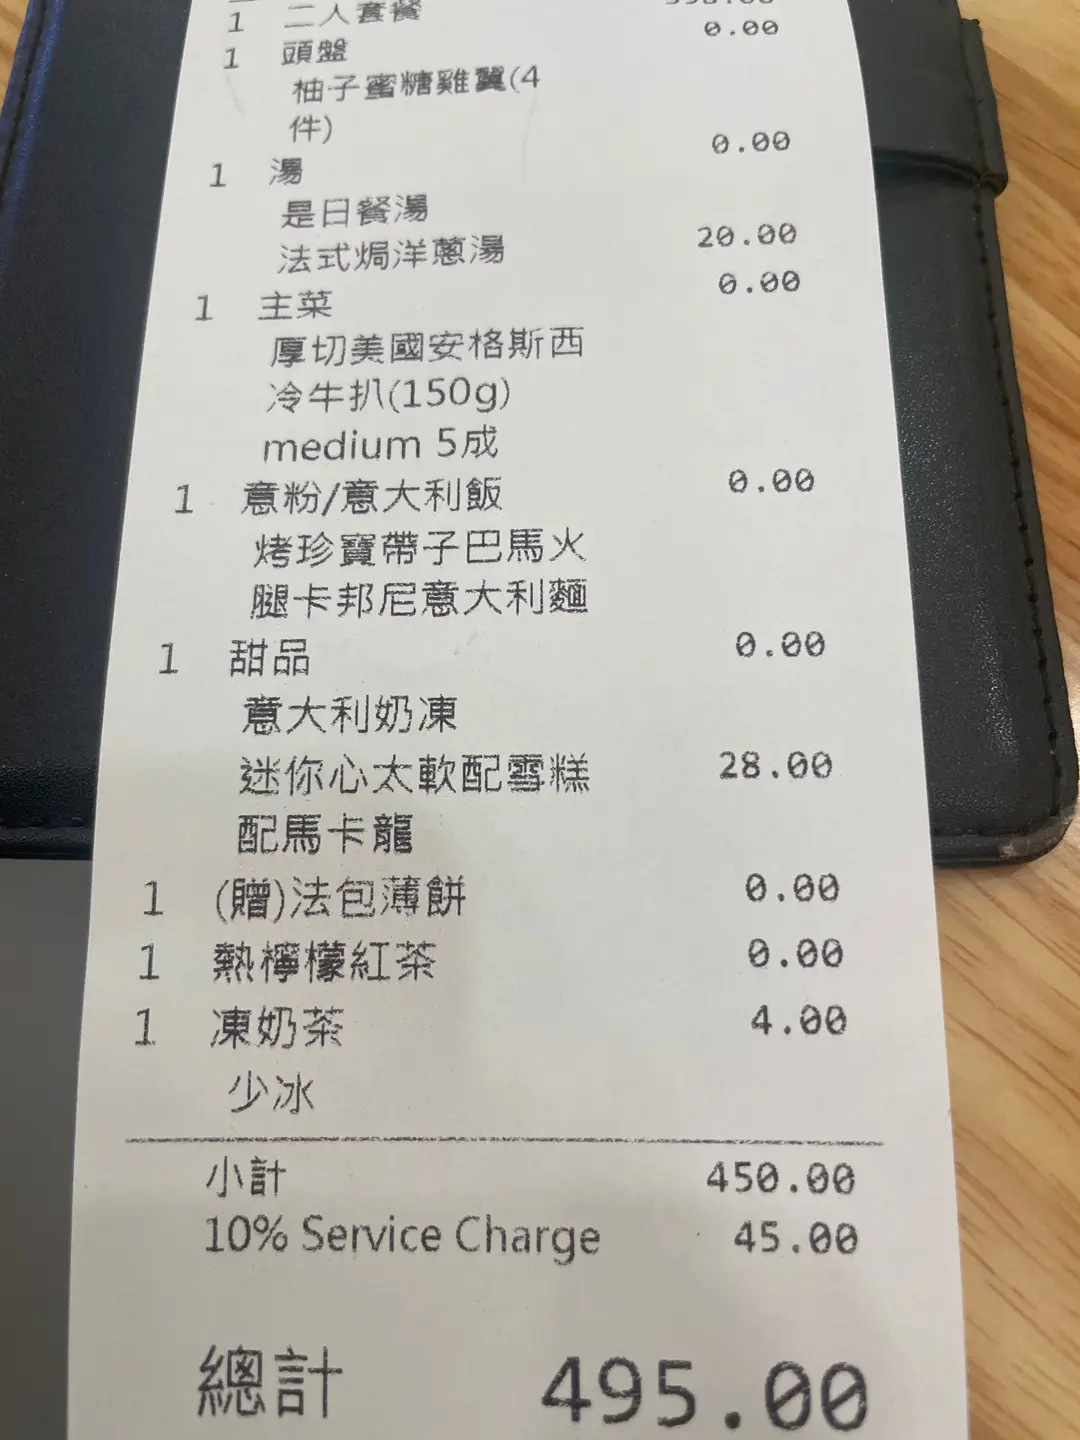 1 二人套餐 398.00
1 頭盤 0.00
柚子蜜糖雞翼(4
件)
1 湯 0.00
是日餐湯
法式焗洋蔥湯 20.00
1 主菜 0.00
厚切美國安格斯西
冷牛扒(150g)
medium 5成
1 意粉/意大利飯 0.00
烤珍寶帶子巴馬火
腿卡邦尼意大利麵
1 甜品 0.00
意大利奶凍
迷你心太軟配雪糕 28.00
配馬卡龍
1 (贈)法包薄餅 0.00
1 熱檸檬紅茶 0.00
1 凍奶茶 4.00
少冰
小計 450.00
10% Service Charge 45.00
總計 495.00